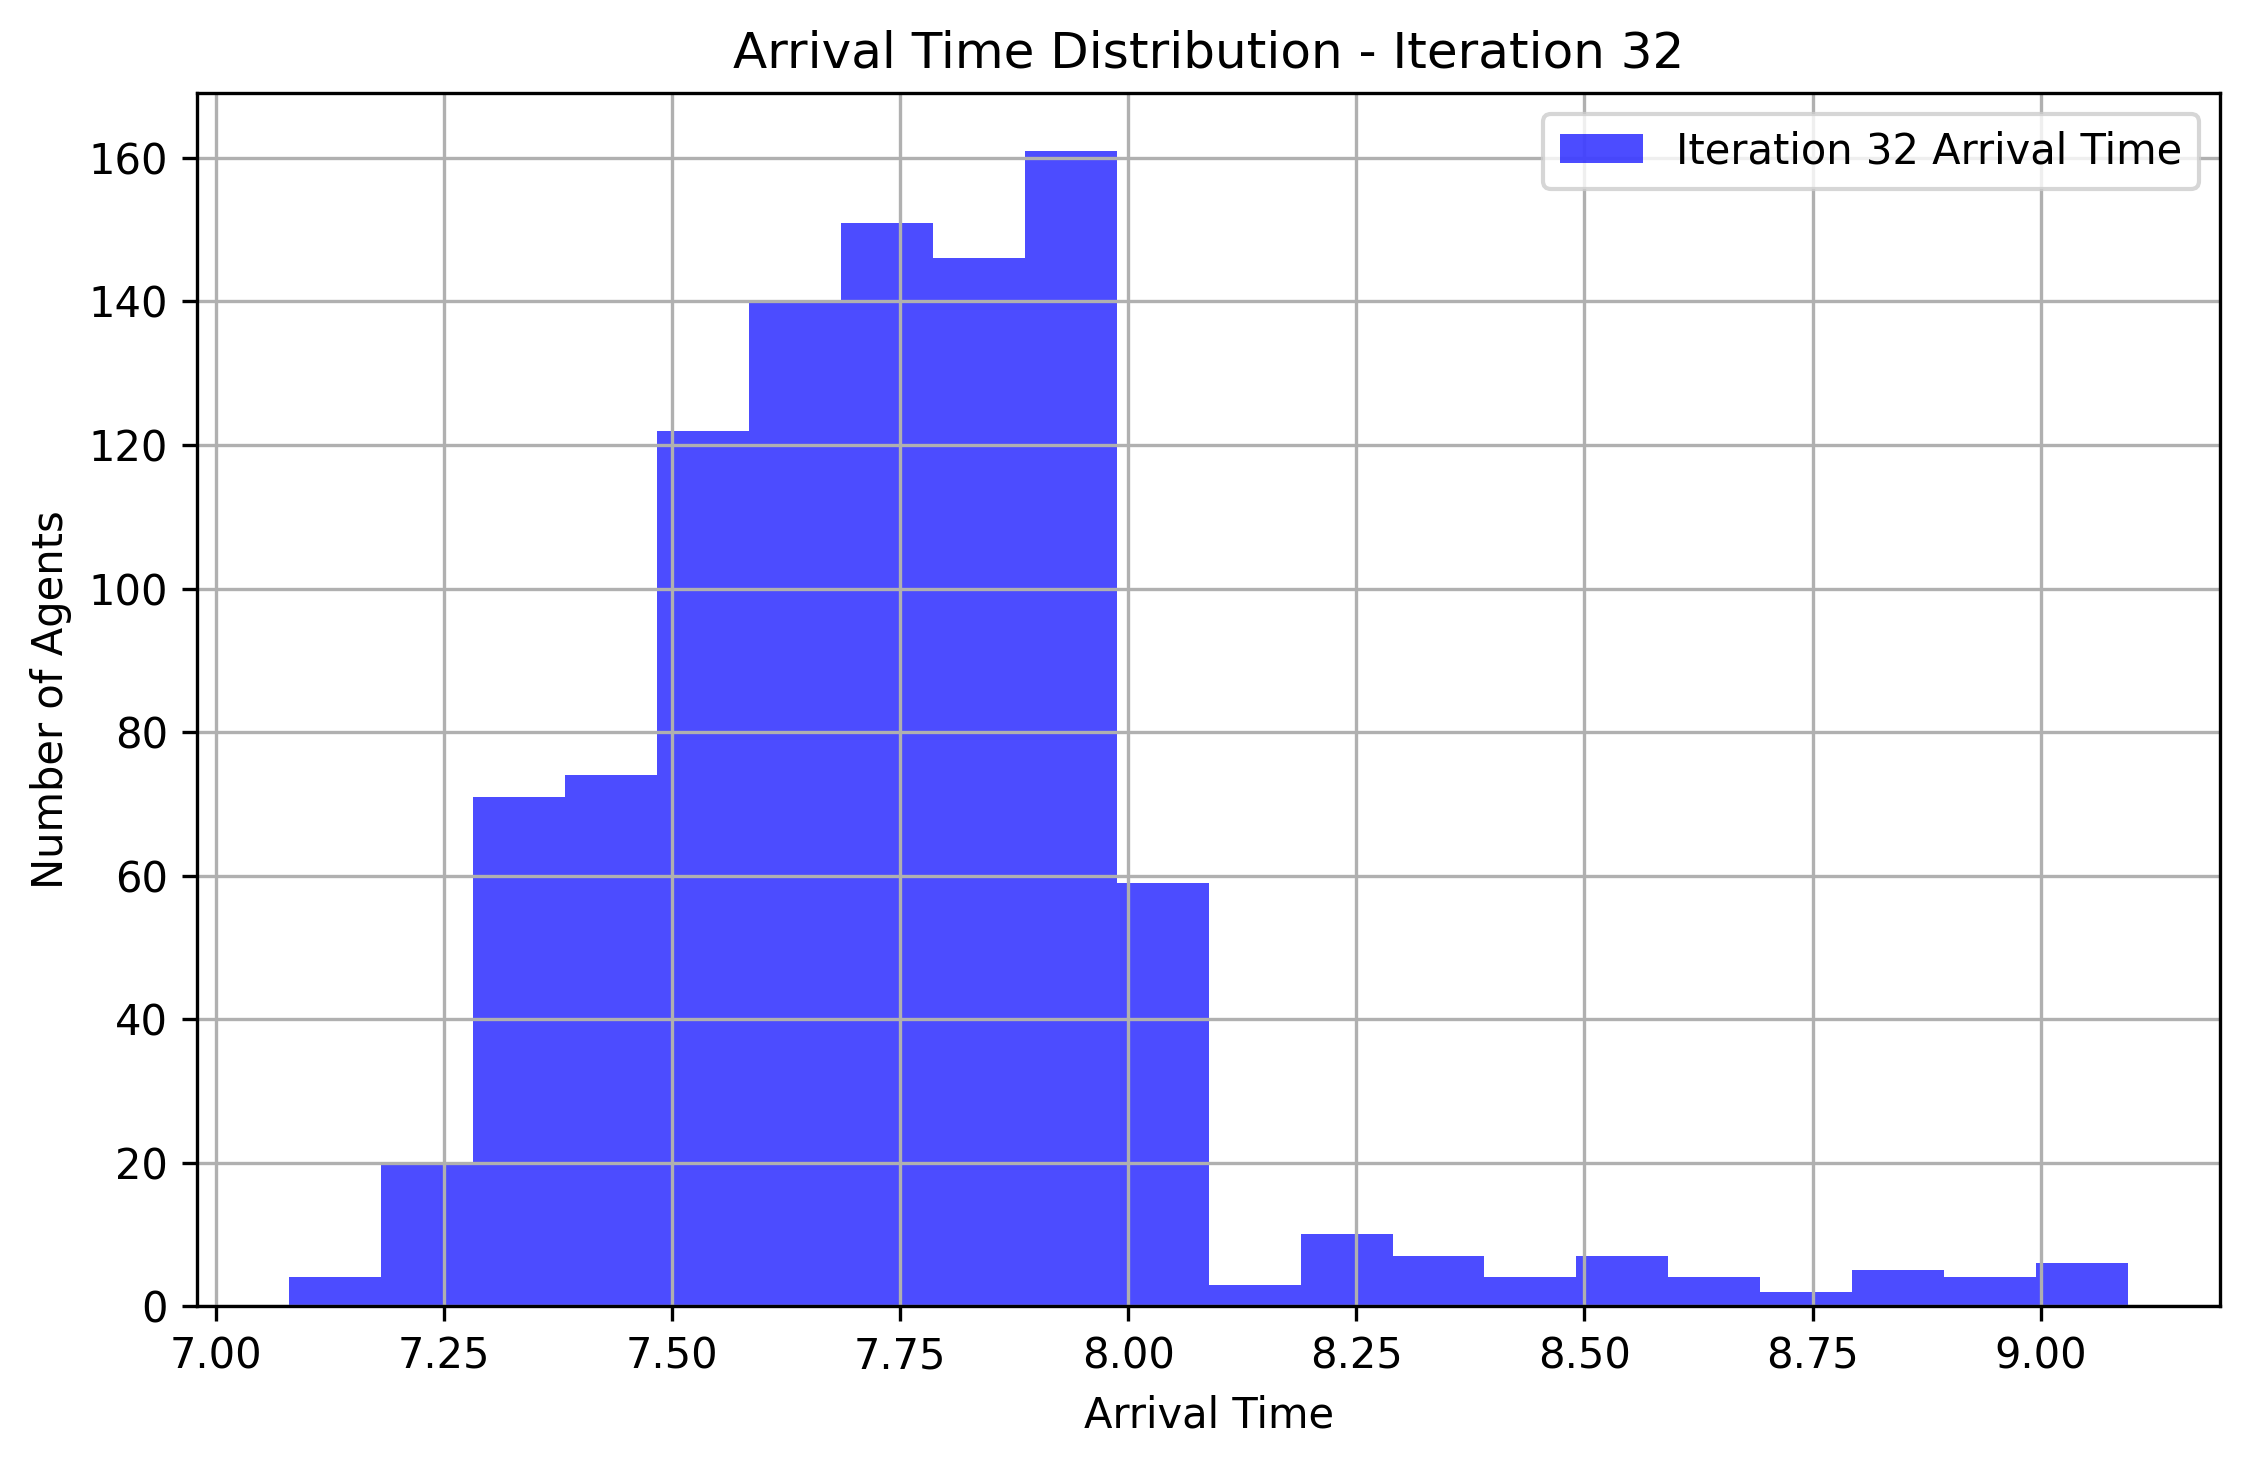 Arrival Time Distribution - Iteration 32
Iteration 32 Arrival Time
Number of Agents
160
140
120
100
80
60
40
20
0
7.00 7.25 7.50 7.75 8.00 8.25 8.50 8.75 9.00
Arrival Time